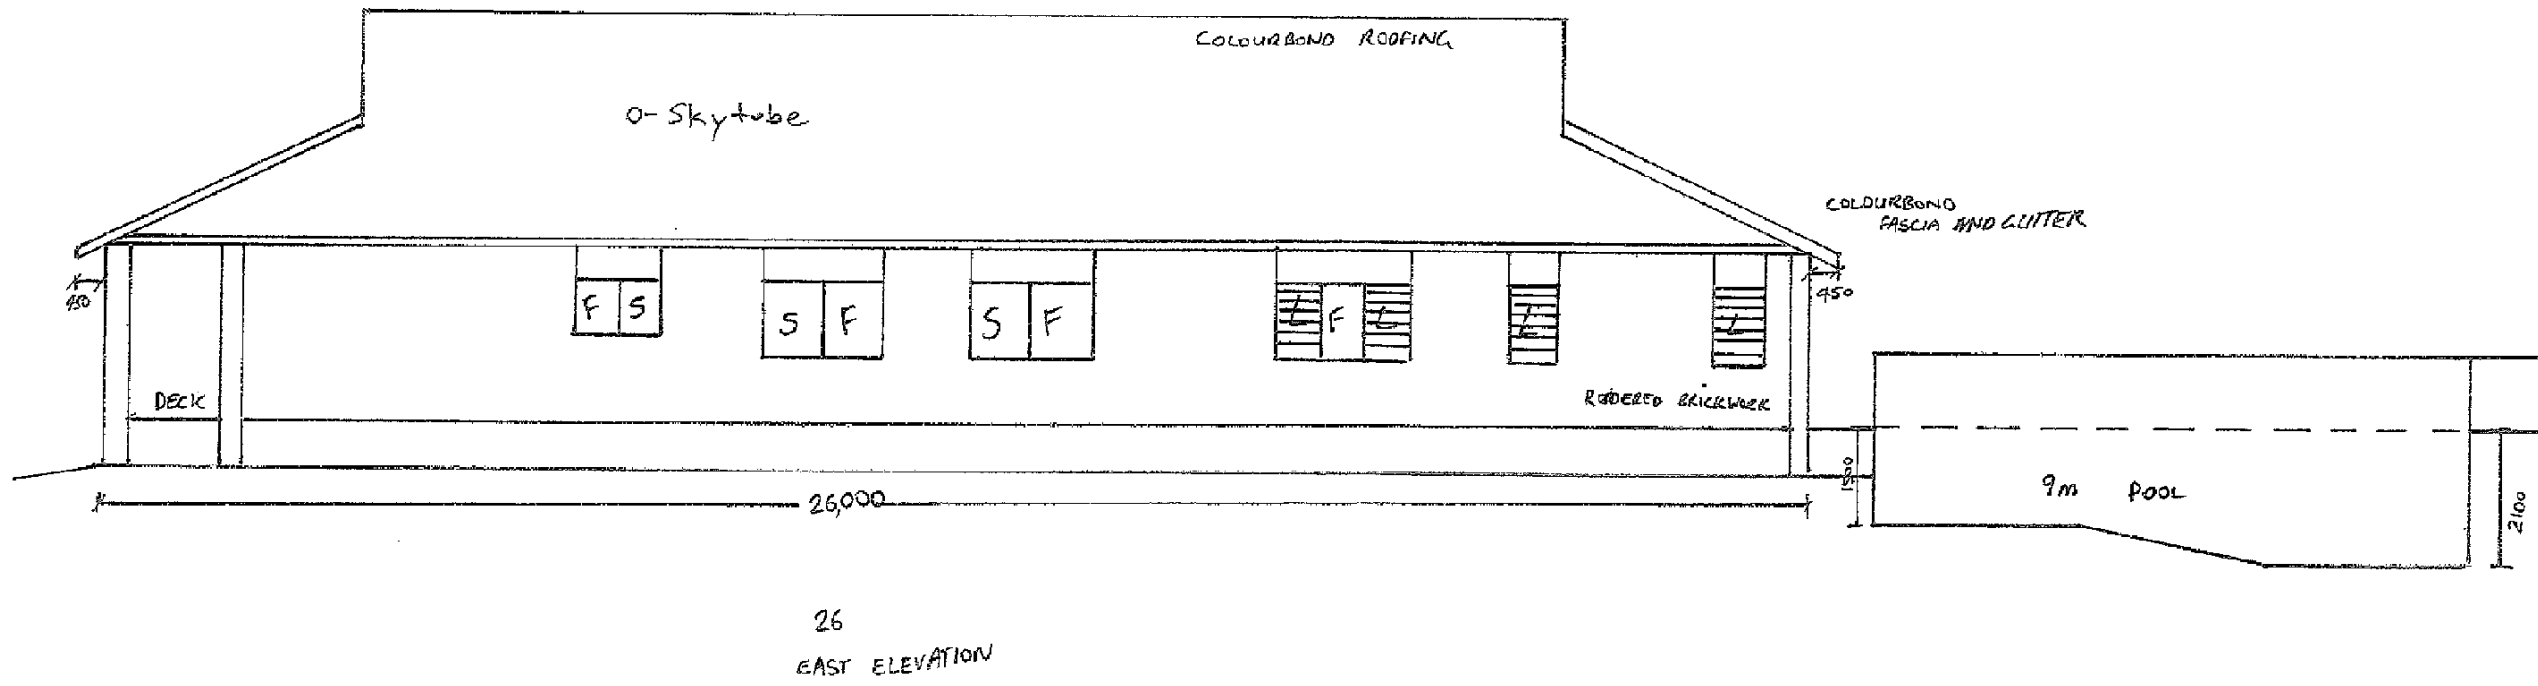 COLOURBOND ROOFING
O- Skytube
COLOURBOND
FASCIA AND GUTTER
450
450
F S
S F
S F
L F L
L
L
DECK
RENDERED BRICKWORK
26,000
1500
9m POOL
2100
26
EAST ELEVATION